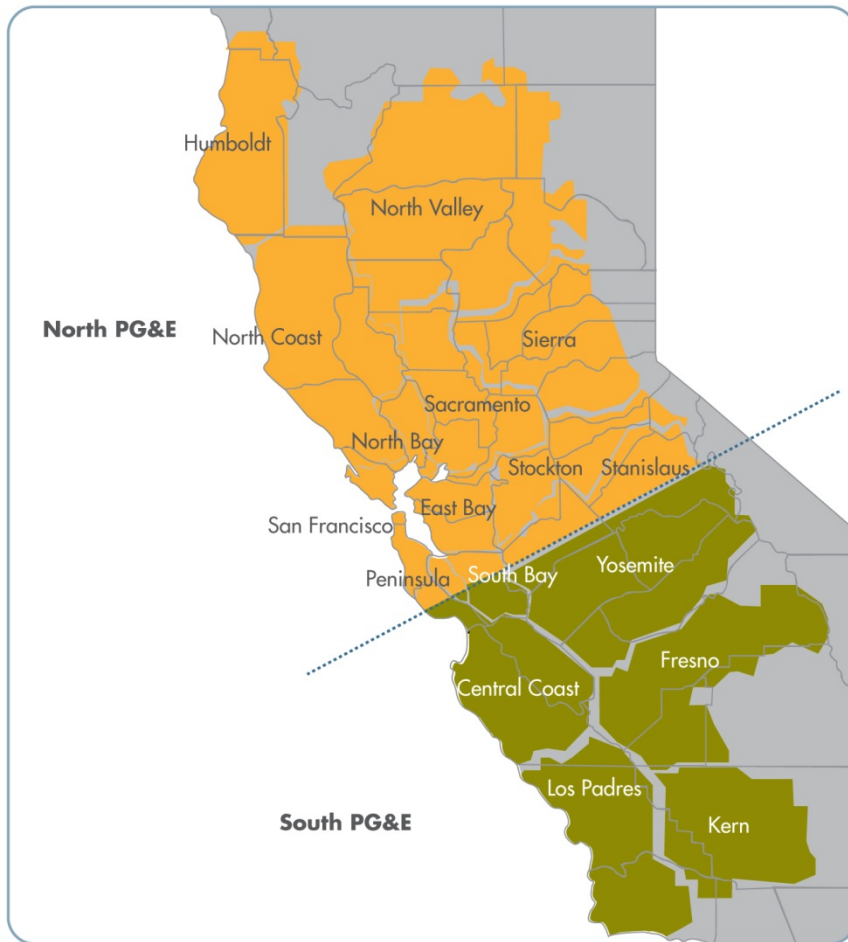 Humboldt
North Valley
North PG&E
North Coast
Sierra
Sacramento
North Bay
Stockton
Stanislaus
East Bay
San Francisco
South Bay
Yosemite
Peninsula
Fresno
Central Coast
Los Padres
South PG&E
Kern